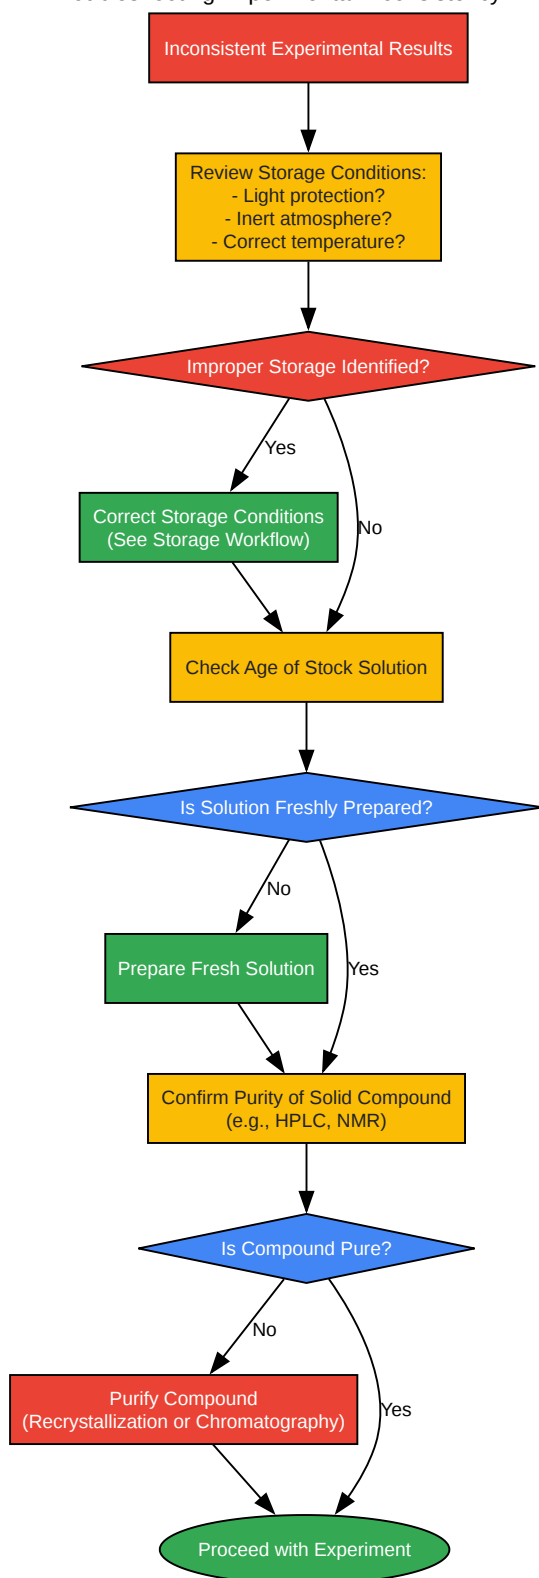 Inconsistent Experimental Results
Review Storage Conditions:
- Light protection?
- Inert atmosphere?
- Correct temperature?
Improper Storage Identified?
Yes
Correct Storage Conditions
(See Storage Workflow)
No
Check Age of Stock Solution
Is Solution Freshly Prepared?
No
Prepare Fresh Solution
Yes
Confirm Purity of Solid Compound
(e.g., HPLC, NMR)
Is Compound Pure?
No
Purify Compound
(Recrystallization or Chromatography)
Yes
Proceed with Experiment